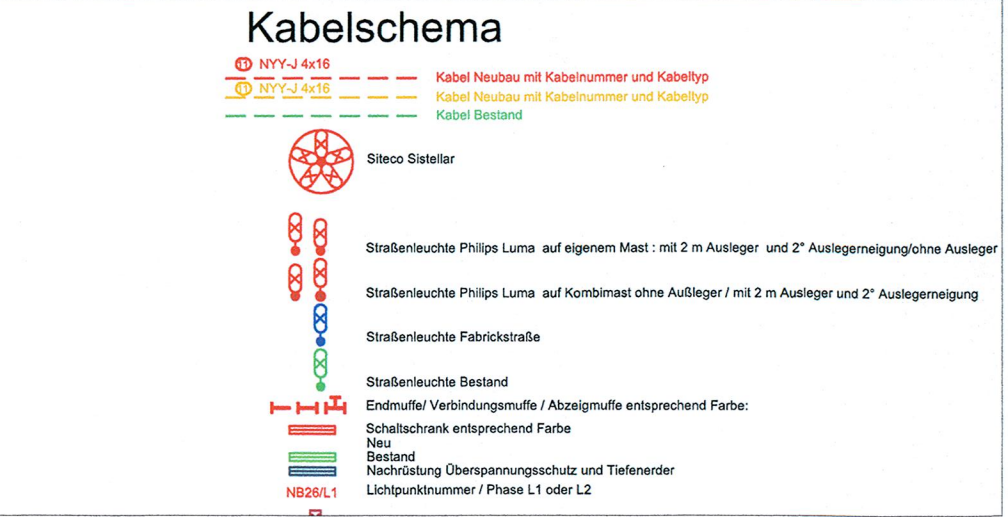 Kabelschema
11 NYY-J 4x16
Kabel Neubau mit Kabelnummer und Kabeltyp
11 NYY-J 4x16
Kabel Neubau mit Kabelnummer und Kabeltyp
Kabel Bestand
Siteco Sistellar
Straßenleuchte Philips Luma auf eigenem Mast : mit 2 m Ausleger und 2° Auslegerneigung/ohne Ausleger
Straßenleuchte Philips Luma auf Kombimast ohne Außleger / mit 2 m Ausleger und 2° Auslegerneigung
Straßenleuchte Fabrickstraße
Straßenleuchte Bestand
Endmuffe/ Verbindungsmuffe / Abzeigmuffe entsprechend Farbe:
Schaltschrank entsprechend Farbe
Neu
Bestand
Nachrüstung Überspannungsschutz und Tiefenerder
NB26/L1 Lichtpunktnummer / Phase L1 oder L2